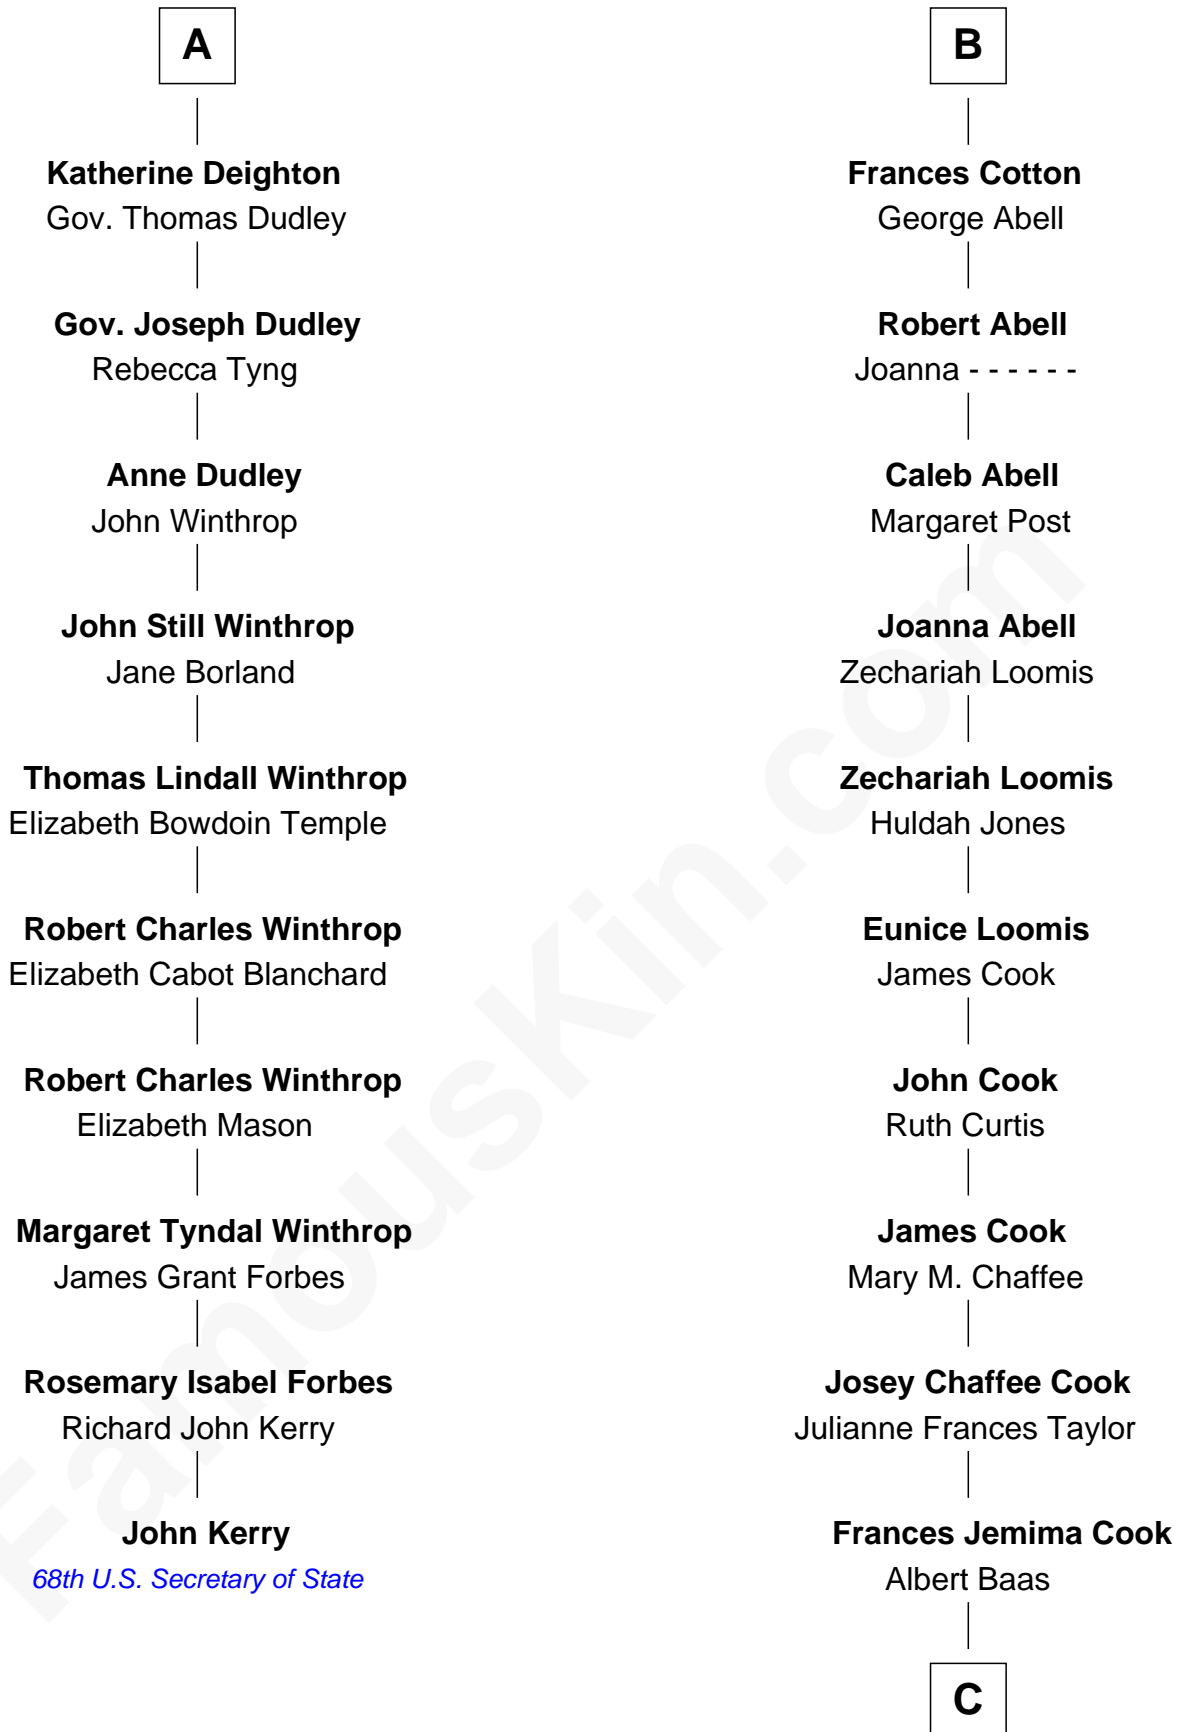 A
Katherine Deighton
Gov. Thomas Dudley
Gov. Joseph Dudley
Rebecca Tyng
Anne Dudley
John Winthrop
John Still Winthrop
Jane Borland
Thomas Lindall Winthrop
Elizabeth Bowdoin Temple
Robert Charles Winthrop
Elizabeth Cabot Blanchard
Robert Charles Winthrop
Elizabeth Mason
Margaret Tyndal Winthrop
James Grant Forbes
Rosemary Isabel Forbes
Richard John Kerry
John Kerry
68th U.S. Secretary of State
B
Frances Cotton
George Abell
Robert Abell
Joanna - - - - - -
Caleb Abell
Margaret Post
Joanna Abell
Zechariah Loomis
Zechariah Loomis
Huldah Jones
Eunice Loomis
James Cook
John Cook
Ruth Curtis
James Cook
Mary M. Chaffee
Josey Chaffee Cook
Julianne Frances Taylor
Frances Jemima Cook
Albert Baas
C
FamousKin.com